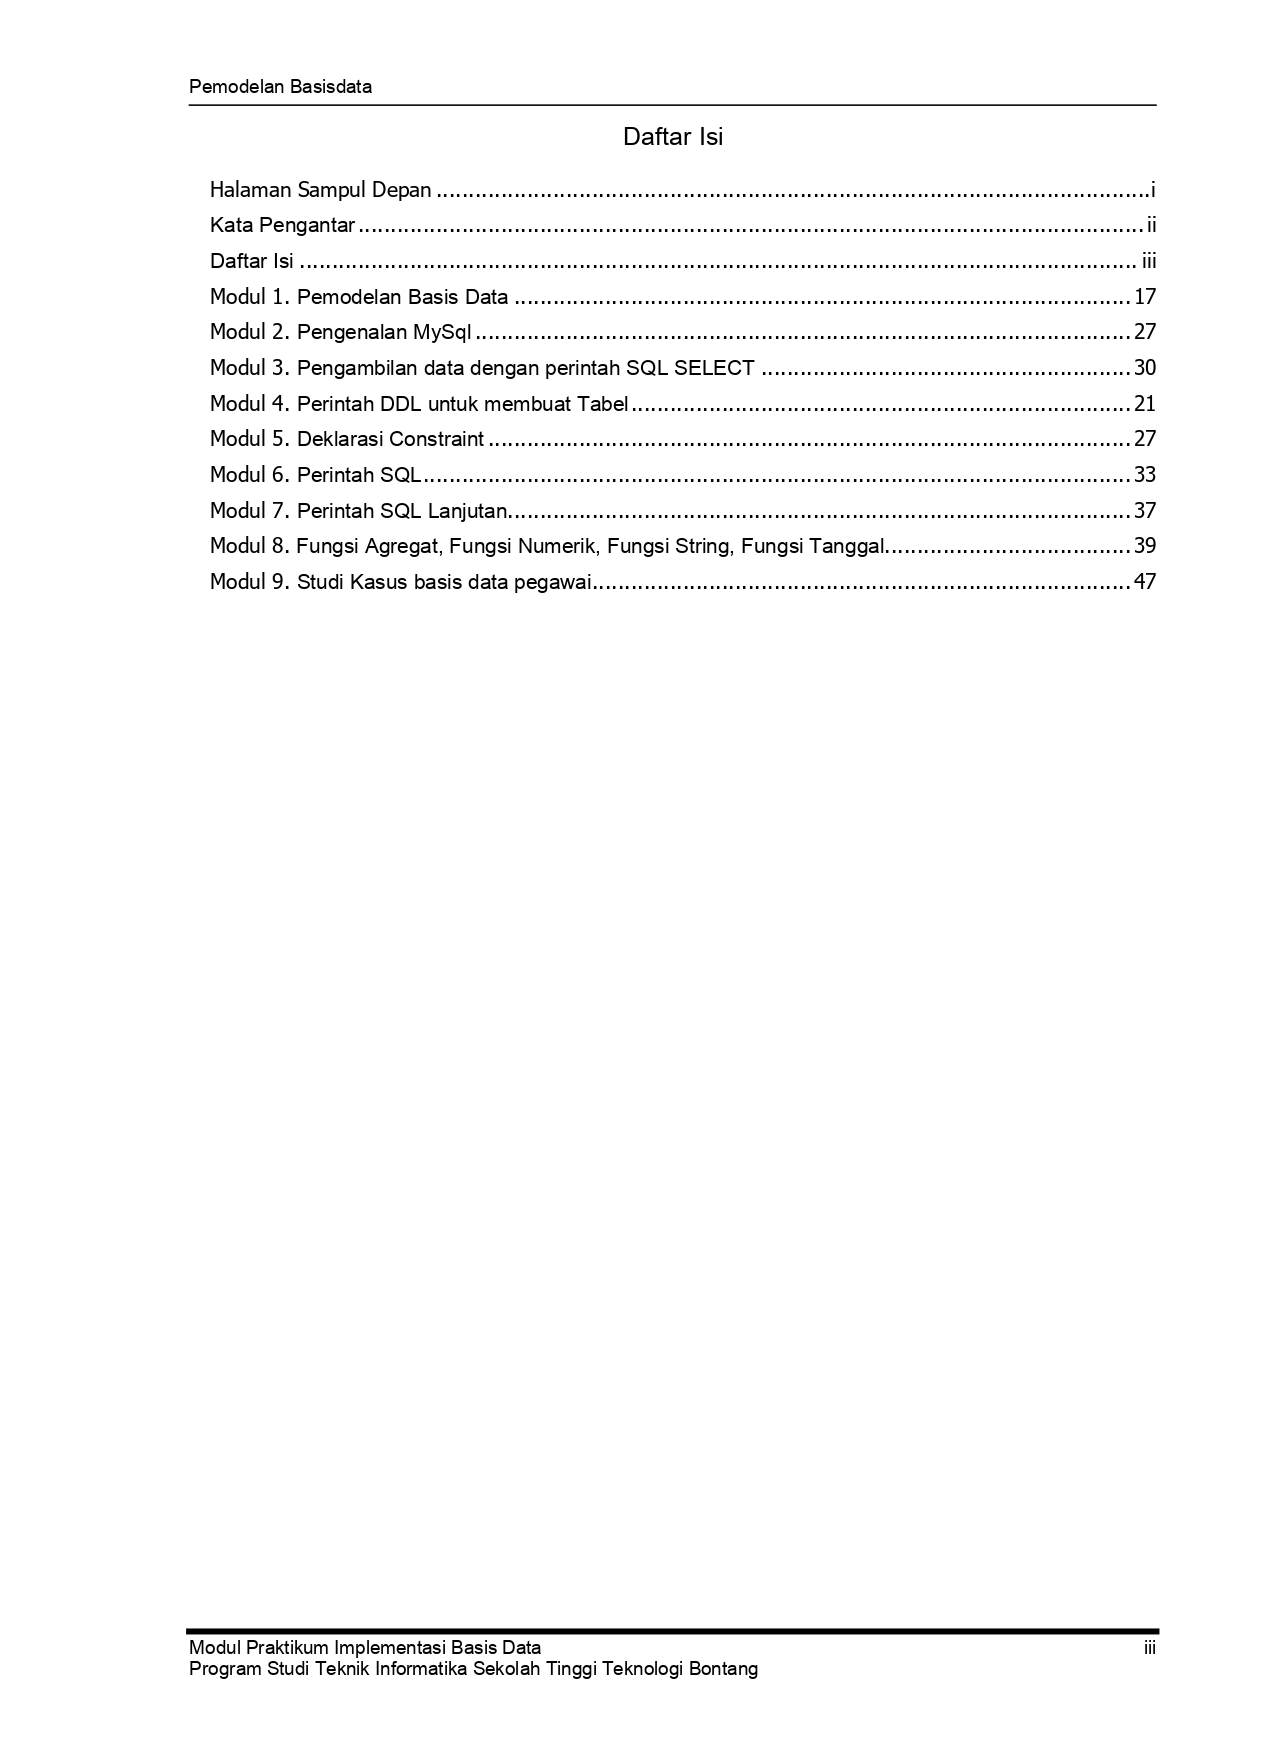 Pemodelan Basisdata
Daftar Isi
Halaman Sampul Depan ..............................................................................................................i
Kata Pengantar ......................................................................................................................... ii
Daftar Isi ................................................................................................................................. iii
Modul 1. Pemodelan Basis Data ............................................................................................... 17
Modul 2. Pengenalan MySql ..................................................................................................... 27
Modul 3. Pengambilan data dengan perintah SQL SELECT ......................................................... 30
Modul 4. Perintah DDL untuk membuat Tabel ............................................................................. 21
Modul 5. Deklarasi Constraint ................................................................................................... 27
Modul 6. Perintah SQL............................................................................................................. 33
Modul 7. Perintah SQL Lanjutan................................................................................................ 37
Modul 8. Fungsi Agregat, Fungsi Numerik, Fungsi String, Fungsi Tanggal...................................... 39
Modul 9. Studi Kasus basis data pegawai................................................................................... 47
Modul Praktikum Implementasi Basis Data iii
Program Studi Teknik Informatika Sekolah Tinggi Teknologi Bontang